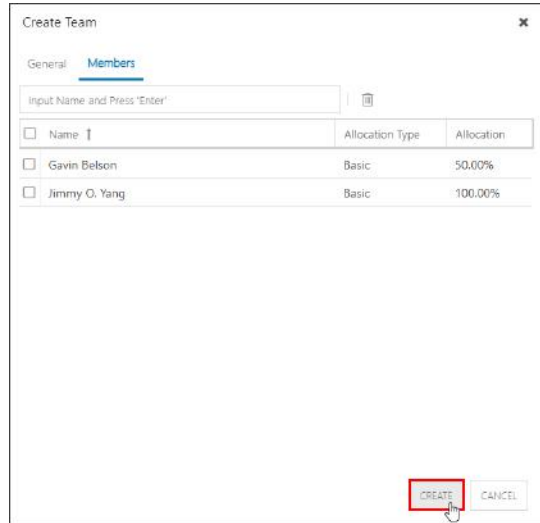 Create Team
General Members
Input Name and Press 'Enter'
Name Allocation Type Allocation
Gavin Belson Basic 50.00%
Jimmy O. Yang Basic 100.00%
CREATE CANCEL